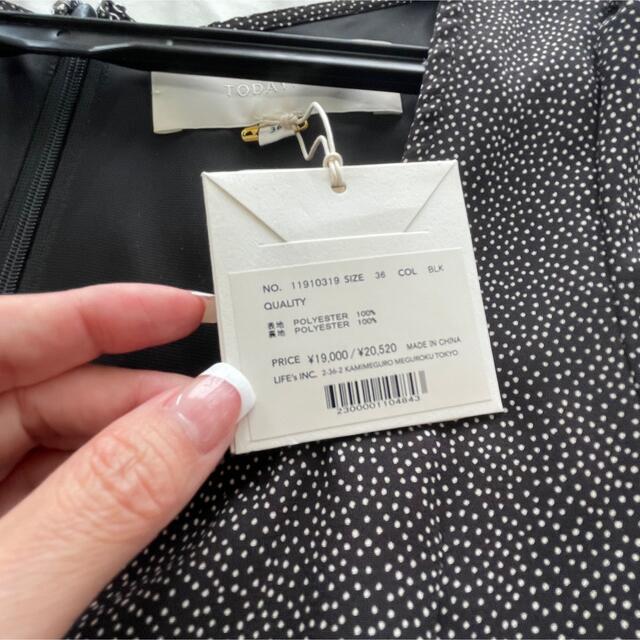 36
NO. 11910319 SIZE 36 COL BLK
QUALITY
表地 POLYESTER 100%
裏地 POLYESTER 100%
PRICE ¥19,000/¥20,520 MADE IN CHINA
LIFE's INC. 2-36-2 KAMIMEGURO MEGUROKU TOKYO
2300001104843